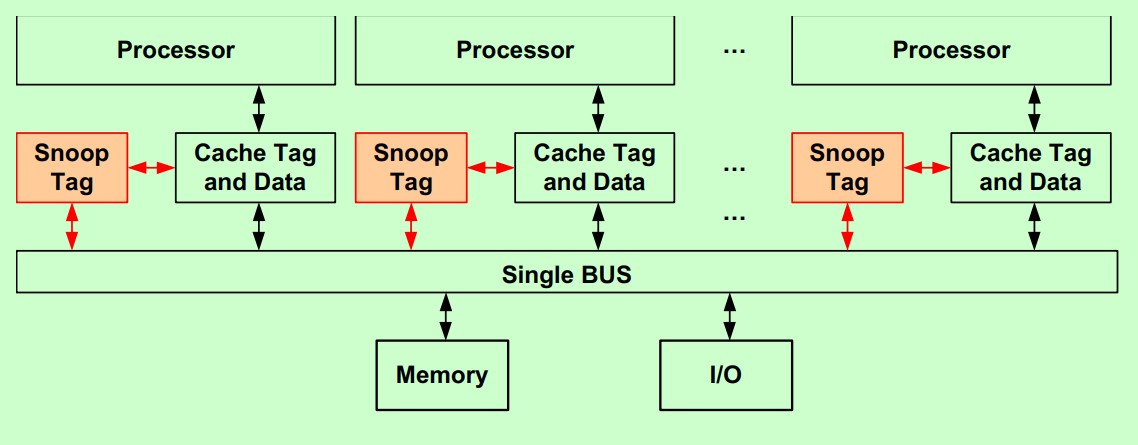 Processor
Processor
...
Processor
Snoop
Tag
Cache Tag
and Data
Snoop
Tag
Cache Tag
and Data
...
...
Snoop
Tag
Cache Tag
and Data
Single BUS
Memory
I/O